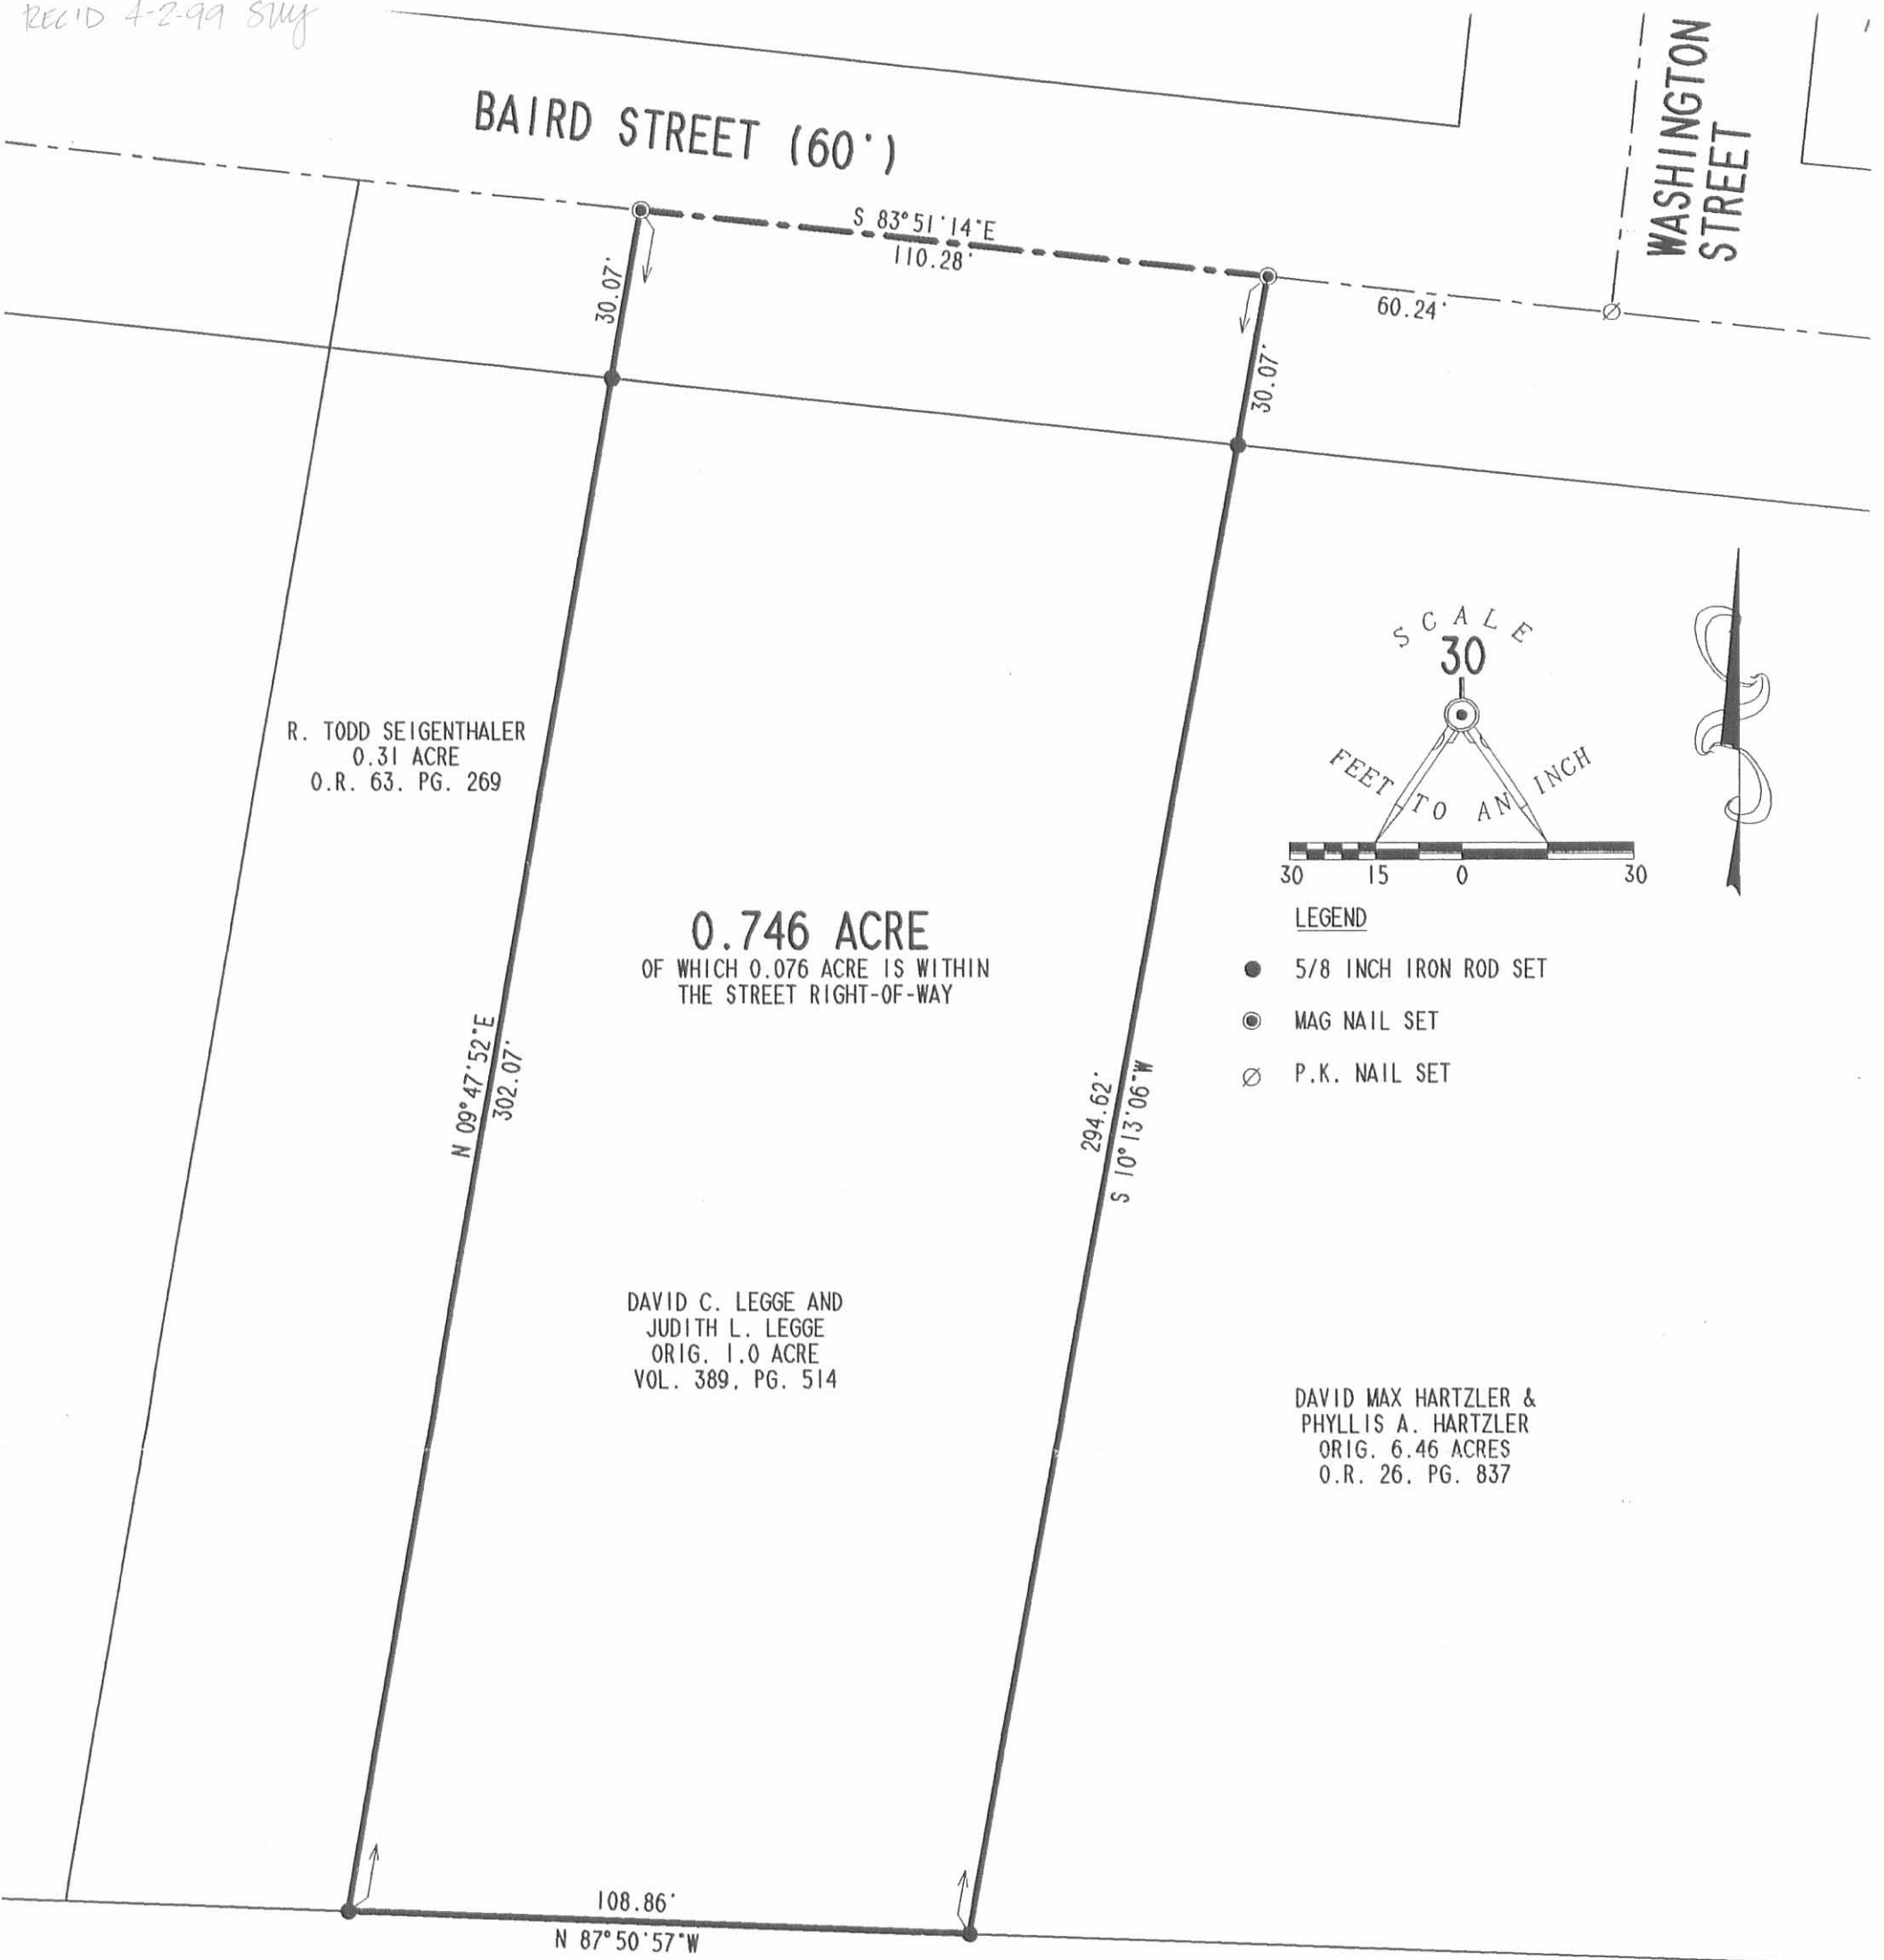 REC'D 4-2-99
BAIRD STREET (60')
WASHINGTON
STREET
S 83°51'14"E
110.28'
60.24'
30.07'
30.07'
SCALE
30
FEET TO AN INCH
30 15 0 30
R. TODD SEIGENTHALER
0.31 ACRE
O.R. 63, PG. 269
0.746 ACRE
OF WHICH 0.076 ACRE IS WITHIN
THE STREET RIGHT-OF-WAY
LEGEND
5/8 INCH IRON ROD SET
MAG NAIL SET
P.K. NAIL SET
N 09°47'52"E
302.07'
294.62'
S 10°13'06"W
DAVID C. LEGGE AND
JUDITH L. LEGGE
ORIG. 1.0 ACRE
VOL. 389, PG. 514
DAVID MAX HARTZLER &
PHYLLIS A. HARTZLER
ORIG. 6.46 ACRES
O.R. 26, PG. 837
108.86'
N 87°50'57"W